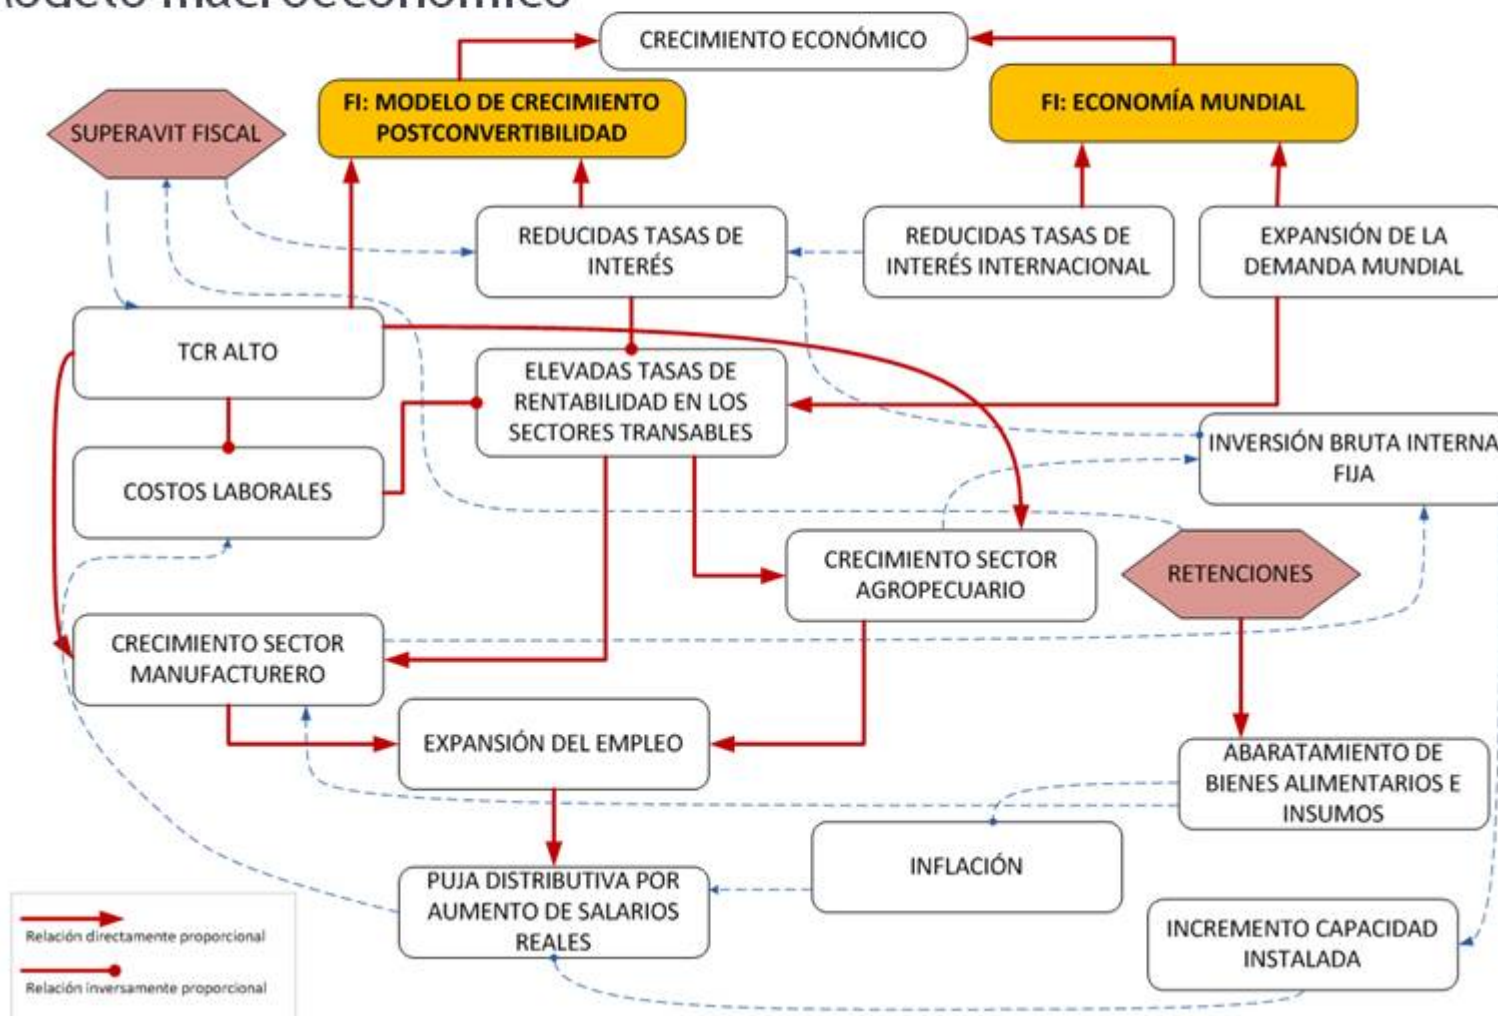 modelo macroeconómico
CRECIMIENTO ECONÓMICO
FI: MODELO DE CRECIMIENTO
POSTCONVERTIBILIDAD
FI: ECONOMÍA MUNDIAL
SUPERAVIT FISCAL
REDUCIDAS TASAS DE
INTERÉS
REDUCIDAS TASAS DE
INTERÉS INTERNACIONAL
EXPANSIÓN DE LA
DEMANDA MUNDIAL
TCR ALTO
ELEVADAS TASAS DE
RENTABILIDAD EN LOS
SECTORES TRANSABLES
INVERSIÓN BRUTA INTERNA
FIJA
COSTOS LABORALES
CRECIMIENTO SECTOR
AGROPECUARIO
RETENCIONES
CRECIMIENTO SECTOR
MANUFACTURERO
EXPANSIÓN DEL EMPLEO
ABARATAMIENTO DE
BIENES ALIMENTARIOS E
INSUMOS
INFLACIÓN
PUJA DISTRIBUTIVA POR
AUMENTO DE SALARIOS
REALES
INCREMENTO CAPACIDAD
INSTALADA
Relación directamente proporcional
Relación inversamente proporcional